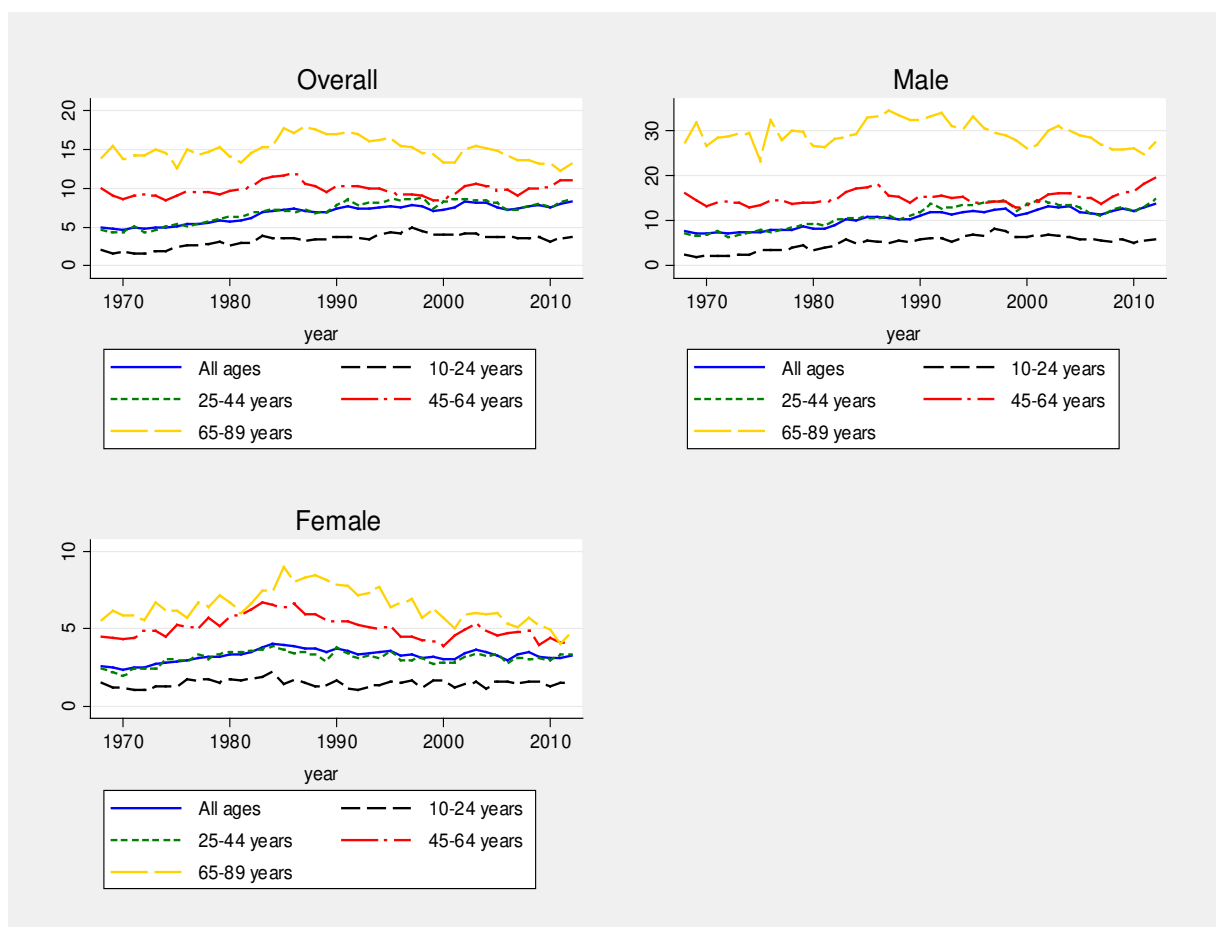 Overall
20
15
10
5
0
1970 1980 1990 2000 2010
year
All ages 10-24 years
25-44 years 45-64 years
65-89 years
Male
30
20
10
0
1970 1980 1990 2000 2010
year
All ages 10-24 years
25-44 years 45-64 years
65-89 years
Female
10
5
0
1970 1980 1990 2000 2010
year
All ages 10-24 years
25-44 years 45-64 years
65-89 years